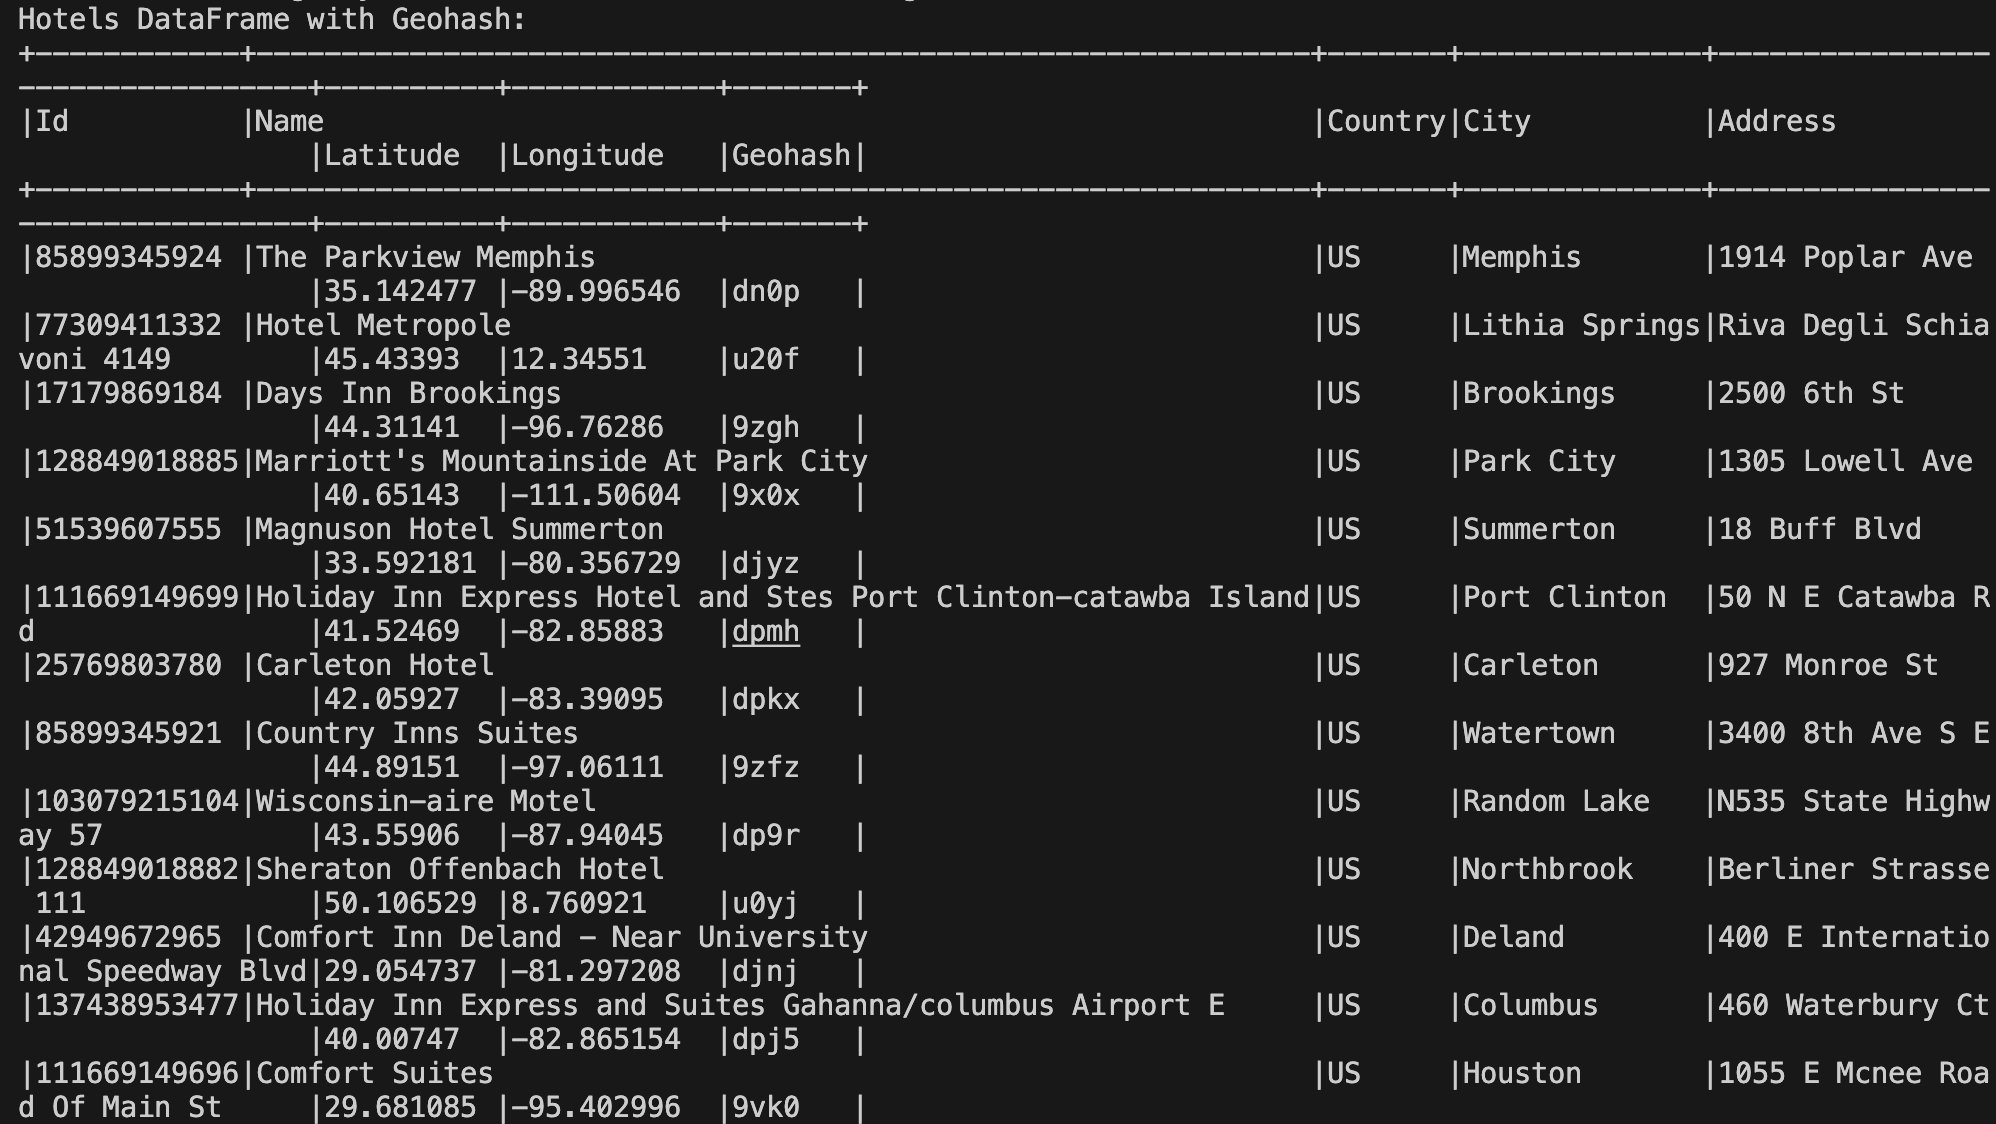 Hotels DataFrame with Geohash:
+------------+--------------------------------------------------------------+-------+--------------+----------------
-----------------+----------+------------+-------+
|Id          |Name                                                          |Country|City          |Address
                 |Latitude  |Longitude   |Geohash|
+------------+--------------------------------------------------------------+-------+--------------+----------------
-----------------+----------+------------+-------+
|85899345924 |The Parkview Memphis                                          |US     |Memphis       |1914 Poplar Ave
                 |35.142477 |-89.996546  |dn0p   |
|77309411332 |Hotel Metropole                                               |US     |Lithia Springs|Riva Degli Schia
voni 4149        |45.43393  |12.34551    |u20f   |
|17179869184 |Days Inn Brookings                                            |US     |Brookings     |2500 6th St
                 |44.31141  |-96.76286   |9zgh   |
|128849018885|Marriott's Mountainside At Park City                          |US     |Park City     |1305 Lowell Ave
                 |40.65143  |-111.50604  |9x0x   |
|51539607555 |Magnuson Hotel Summerton                                      |US     |Summerton     |18 Buff Blvd
                 |33.592181 |-80.356729  |djyz   |
|111669149699|Holiday Inn Express Hotel and Stes Port Clinton-catawba Island|US     |Port Clinton  |50 N E Catawba R
d                |41.52469  |-82.85883   |dpmh   |
|25769803780 |Carleton Hotel                                                |US     |Carleton      |927 Monroe St
                 |42.05927  |-83.39095   |dpkx   |
|85899345921 |Country Inns Suites                                           |US     |Watertown     |3400 8th Ave S E
                 |44.89151  |-97.06111   |9zfz   |
|103079215104|Wisconsin-aire Motel                                          |US     |Random Lake   |N535 State Highw
ay 57            |43.55906  |-87.94045   |dp9r   |
|128849018882|Sheraton Offenbach Hotel                                      |US     |Northbrook    |Berliner Strasse
 111             |50.106529 |8.760921    |u0yj   |
|42949672965 |Comfort Inn Deland - Near University                          |US     |Deland        |400 E Internatio
nal Speedway Blvd|29.054737 |-81.297208  |djnj   |
|137438953477|Holiday Inn Express and Suites Gahanna/columbus Airport E     |US     |Columbus      |460 Waterbury Ct
                 |40.00747  |-82.865154  |dpj5   |
|111669149696|Comfort Suites                                                |US     |Houston       |1055 E Mcnee Roa
d Of Main St     |29.681085 |-95.402996  |9vk0   |